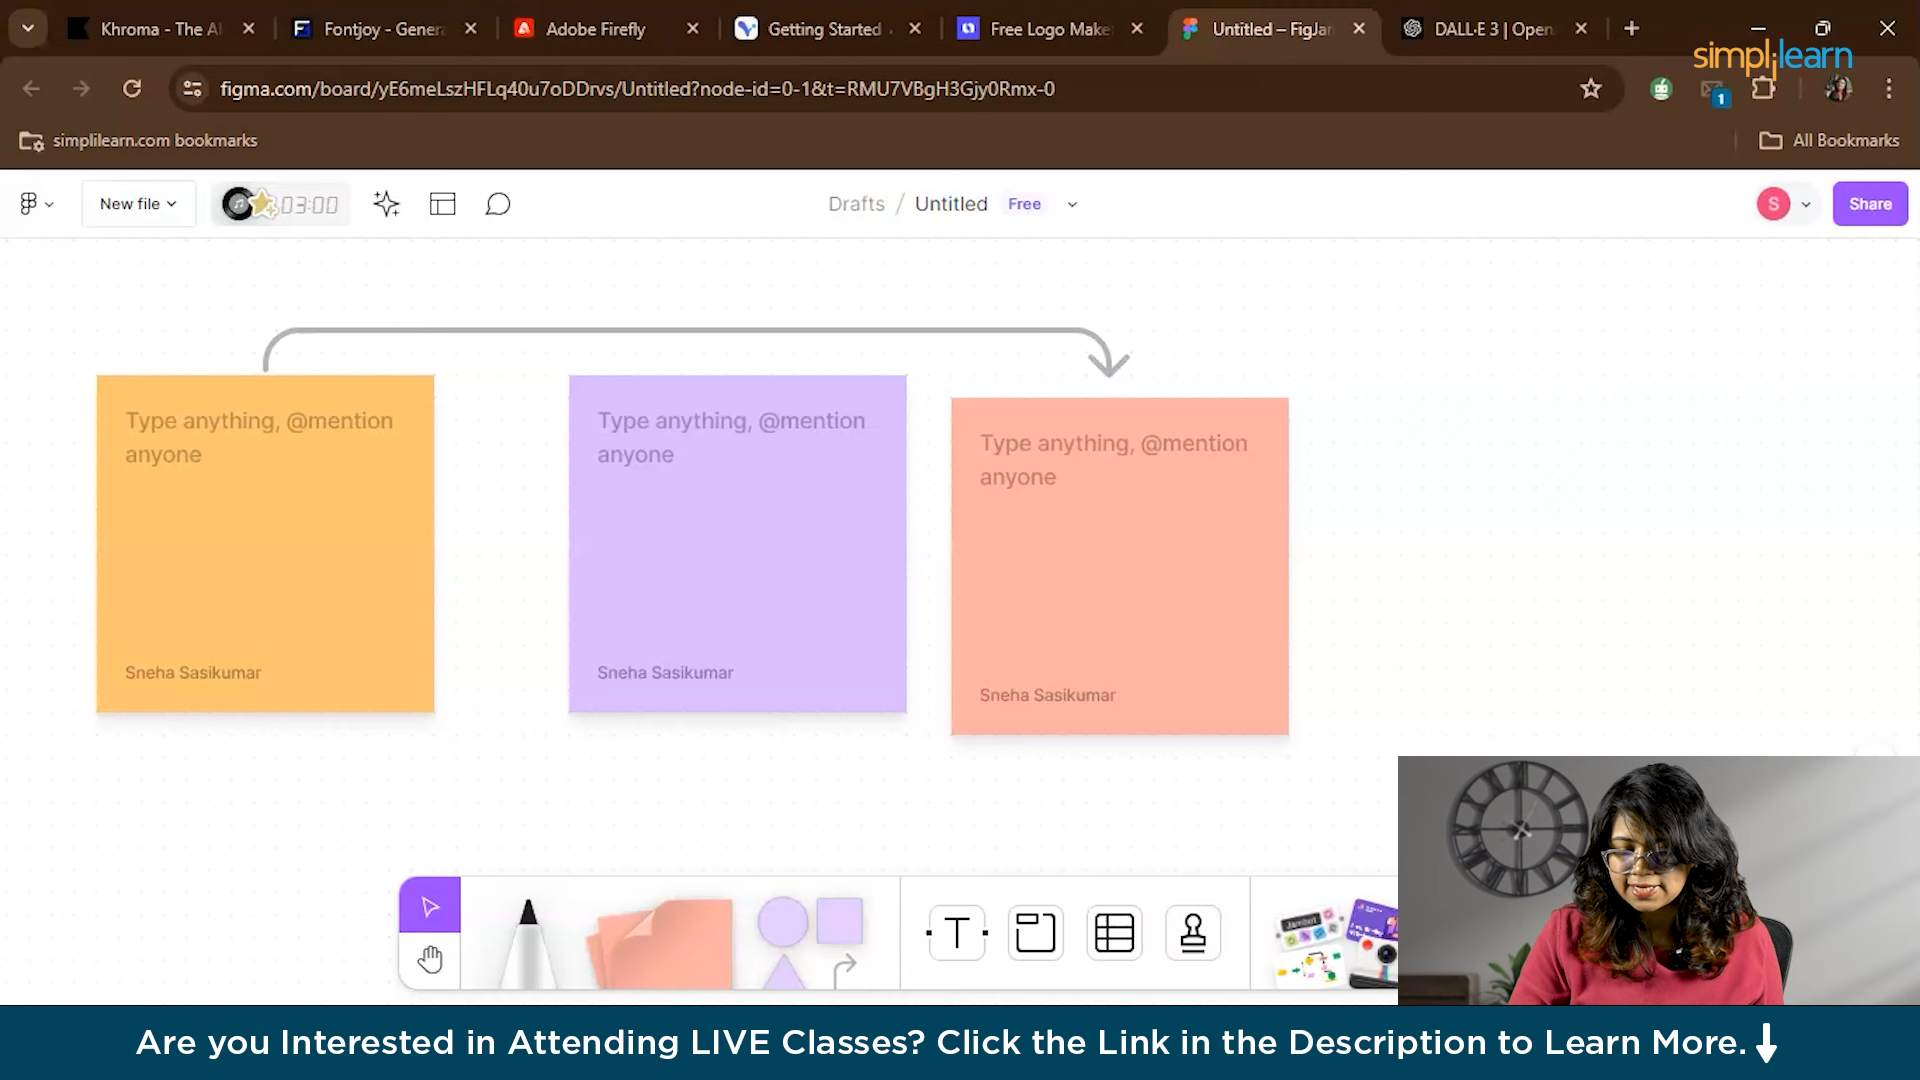 Khroma - The AI
Fontjoy - Gener
Adobe Firefly
Getting Started
Free Logo Make
Untitled – FigJam
DALL·E 3 | Open
simplilearn
figma.com/board/yE6meLszHFLq40u7oDDrvs/Untitled?node-id=0-1&t=RMU7VBgH3Gjy0Rmx-0
1
simplilearn.com bookmarks
All Bookmarks
New file
03:00
Drafts / Untitled
Free
S
Share
Type anything, @mention
anyone
Sneha Sasikumar
Type anything, @mention
anyone
Sneha Sasikumar
Type anything, @mention
anyone
Sneha Sasikumar
T
Are you Interested in Attending LIVE Classes? Click the Link in the Description to Learn More.